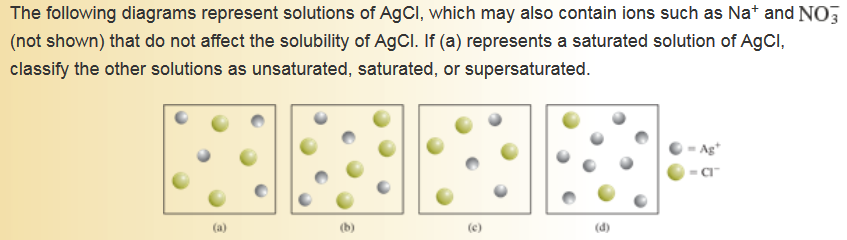 The following diagrams represent solutions of AgCl, which may also contain ions such as Na⁺ and NO₃⁻
(not shown) that do not affect the solubility of AgCl. If (a) represents a saturated solution of AgCl,
classify the other solutions as unsaturated, saturated, or supersaturated.
= Ag⁺
= Cl⁻
(a) (b) (c) (d)